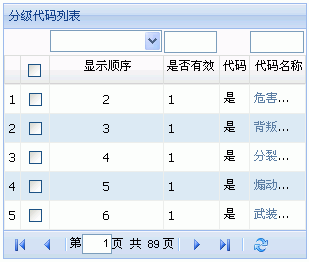 分级代码列表
显示顺序 是否有效 代码 代码名称
1 2 1 是 危害...
2 3 1 是 背叛...
3 4 1 是 分裂...
4 5 1 是 煽动...
5 6 1 是 武装...
第 1 页 共 89 页